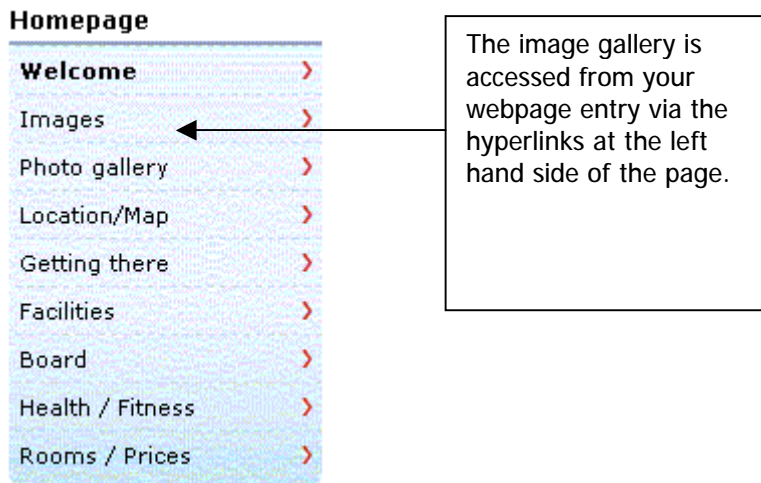 Homepage
Welcome
Images
Photo gallery
Location/Map
Getting there
Facilities
Board
Health / Fitness
Rooms / Prices
The image gallery is
accessed from your
webpage entry via the
hyperlinks at the left
hand side of the page.